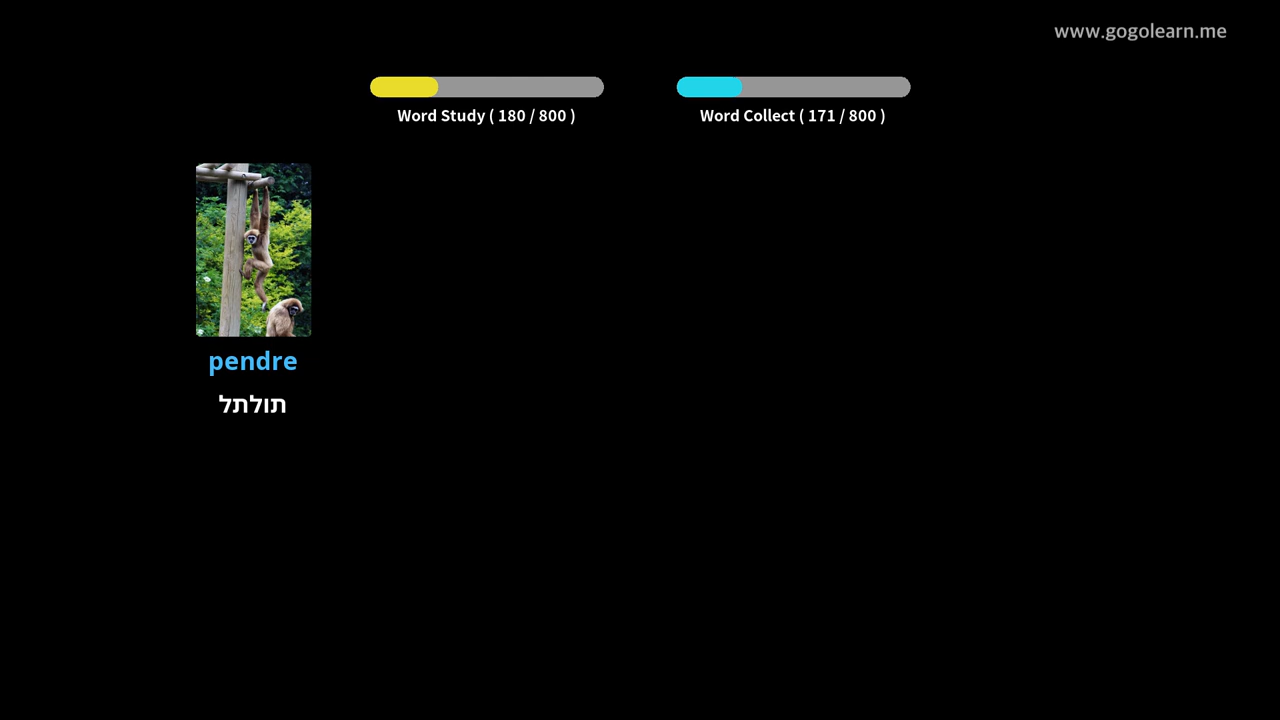 www.gogolearn.me
Word Study ( 180 / 800 )
Word Collect ( 171 / 800 )
pendre
תולתל